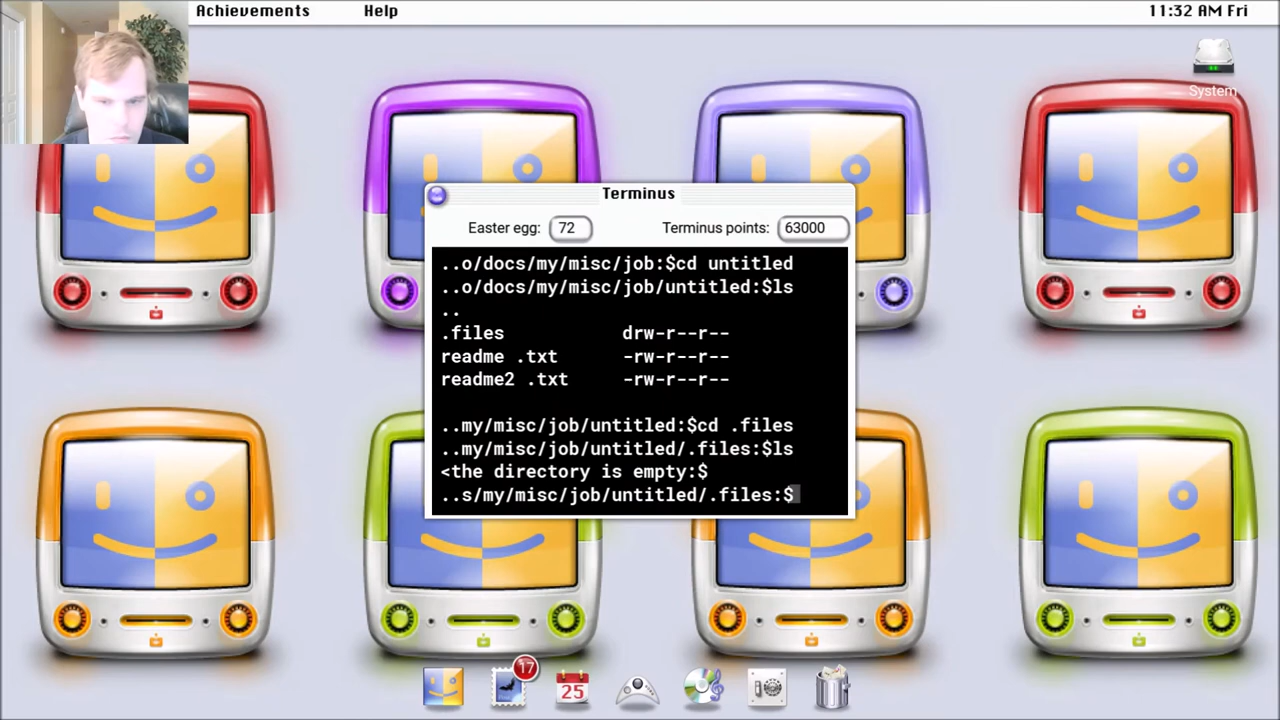 Achievements Help 11:32 AM Fri
System
Terminus
Easter egg: 72 Terminus points: 63000
..o/docs/my/misc/job:$cd untitled
..o/docs/my/misc/job/untitled:$ls
..
.files drw-r--r--
readme .txt -rw-r--r--
readme2 .txt -rw-r--r--
..my/misc/job/untitled:$cd .files
..my/misc/job/untitled/.files:$ls
<the directory is empty:$
..s/my/misc/job/untitled/.files:$
17
25